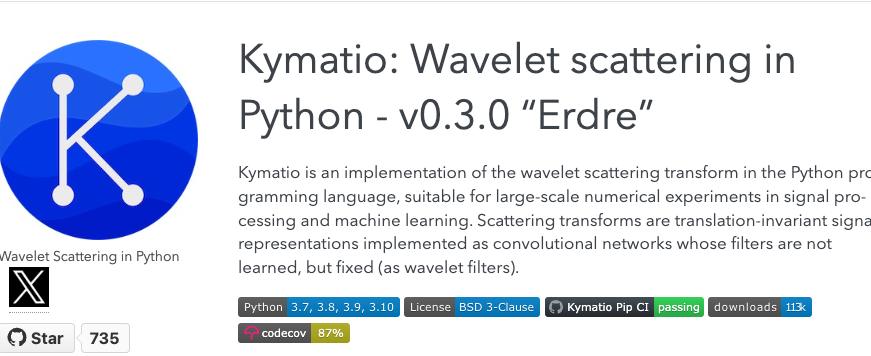 Kymatio: Wavelet scattering in
Python - v0.3.0 “Erdre”
Kymatio is an implementation of the wavelet scattering transform in the Python pro
gramming language, suitable for large-scale numerical experiments in signal pro-
cessing and machine learning. Scattering transforms are translation-invariant signa
representations implemented as convolutional networks whose filters are not
learned, but fixed (as wavelet filters).
Python 3.7, 3.8, 3.9, 3.10 License BSD 3-Clause Kymatio Pip CI passing downloads 113k
codecov 87%
K
Wavelet Scattering in Python
X
Star 735